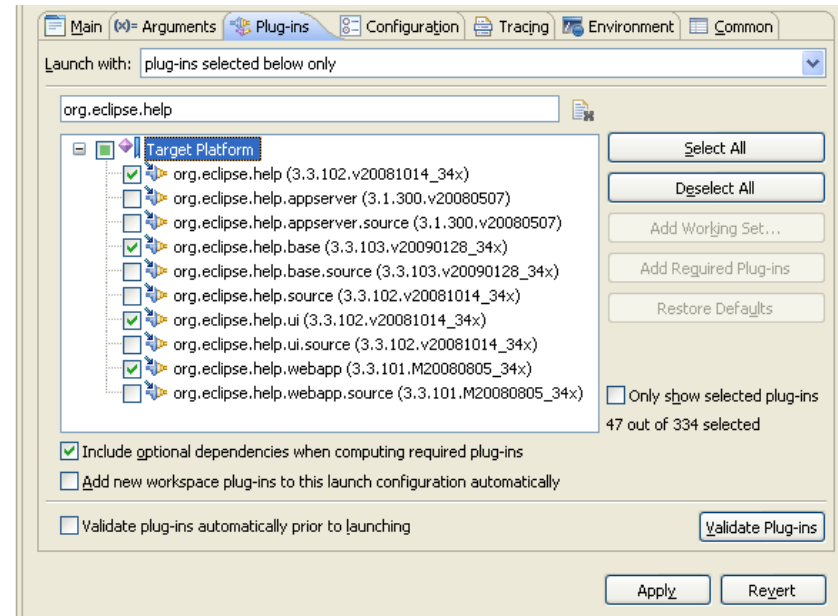 Main (x)= Arguments Plug-ins Configuration Tracing Environment Common
Launch with: plug-ins selected below only
org.eclipse.help
Target Platform
Select All
org.eclipse.help (3.3.102.v20081014_34x)
Deselect All
org.eclipse.help.appserver (3.1.300.v20080507)
org.eclipse.help.appserver.source (3.1.300.v20080507)
Add Working Set...
org.eclipse.help.base (3.3.103.v20090128_34x)
org.eclipse.help.base.source (3.3.103.v20090128_34x)
Add Required Plug-ins
org.eclipse.help.source (3.3.102.v20081014_34x)
Restore Defaults
org.eclipse.help.ui (3.3.102.v20081014_34x)
org.eclipse.help.ui.source (3.3.102.v20081014_34x)
org.eclipse.help.webapp (3.3.101.M20080805_34x)
org.eclipse.help.webapp.source (3.3.101.M20080805_34x)
Only show selected plug-ins
47 out of 334 selected
Include optional dependencies when computing required plug-ins
Add new workspace plug-ins to this launch configuration automatically
Validate plug-ins automatically prior to launching
Validate Plug-ins
Apply
Revert